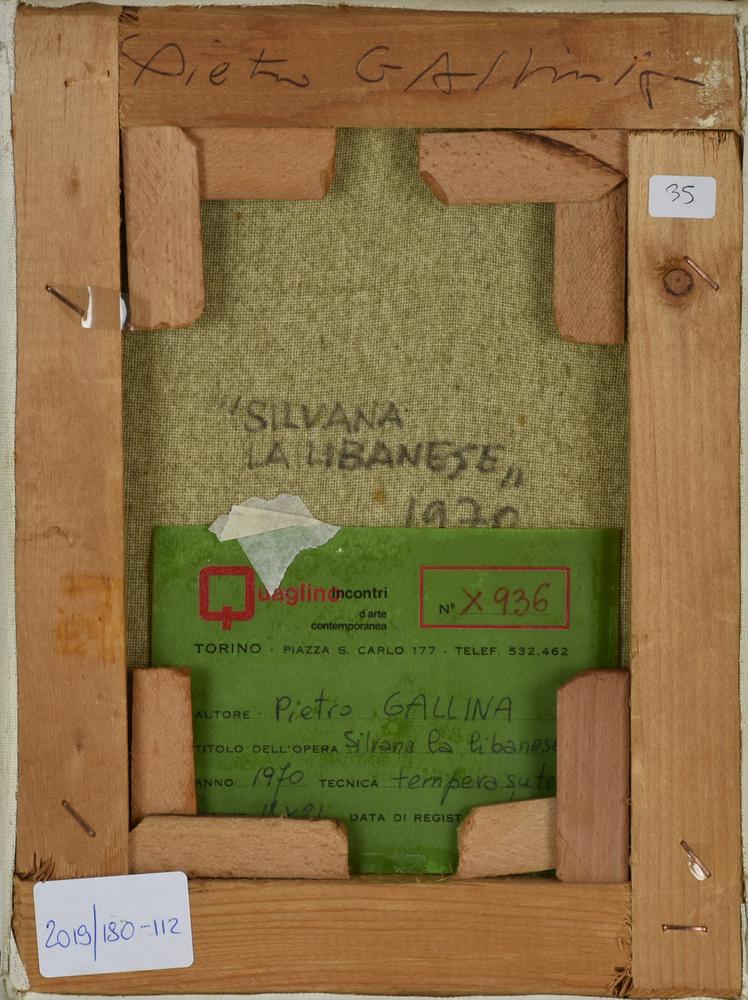 Pietro GAllina
35
"SILVANA
LA LIBANESE„
1970
Quaglino incontri
d'arte
contemporanea
N° X 936
TORINO · PIAZZA S. CARLO 177 · TELEF. 532.462
AUTORE Pietro GALLINA
TITOLO DELL'OPERA Silvana la libanese
ANNO 1970 TECNICA tempera su te
18x21 DATA DI REGIST
2019/180-112